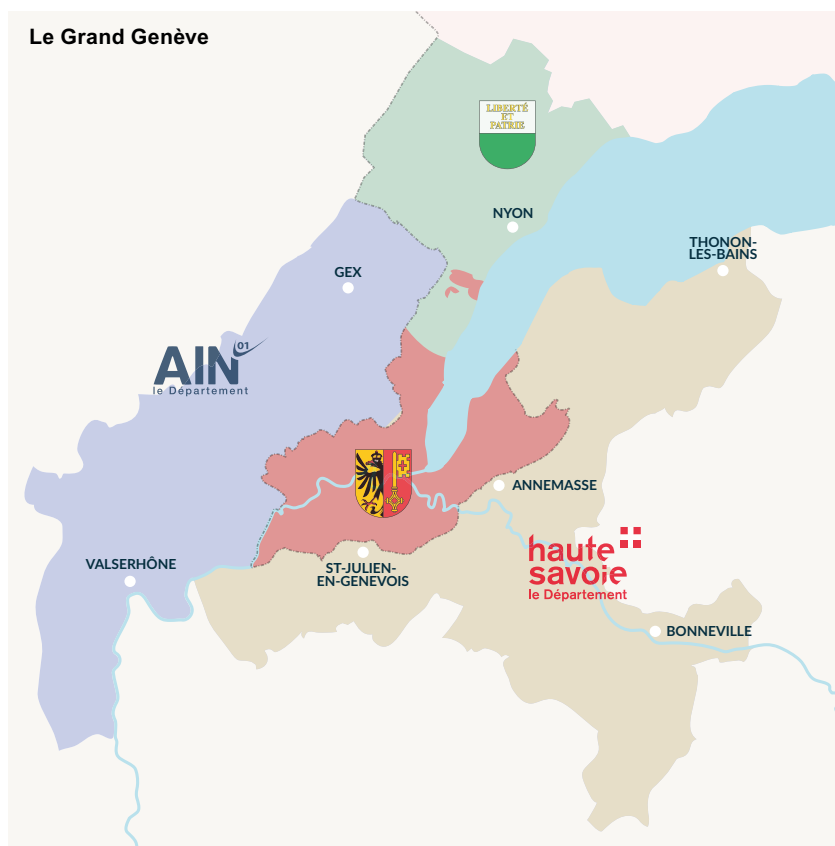 Le Grand Genève
LIBERTÉ
ET
PATRIE
NYON
THONON-
LES-BAINS
GEX
AIN
01
le Département
ANNEMASSE
haute
savoie
le Département
VALSERHÔNE
ST-JULIEN-
EN-GENEVOIS
BONNEVILLE